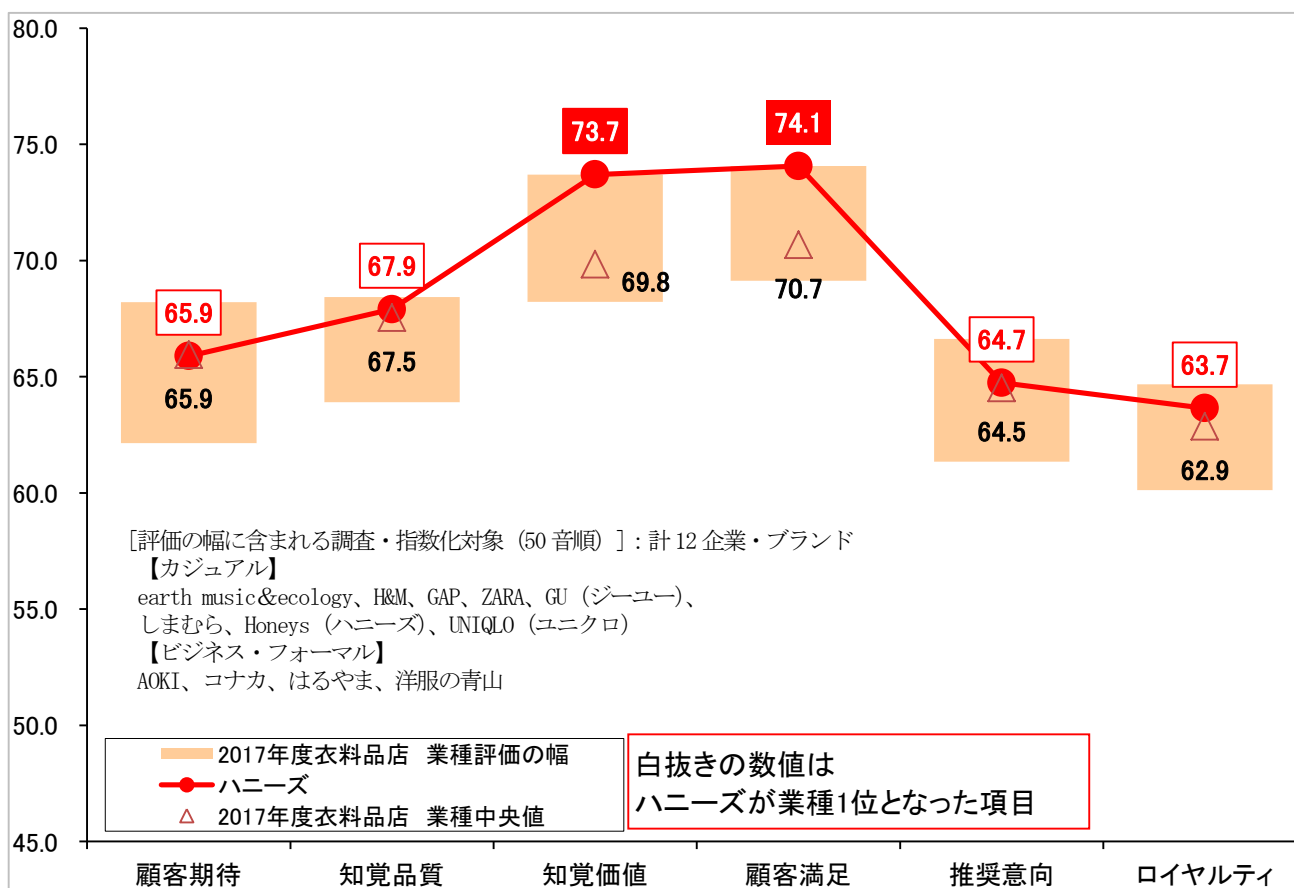 80.0
75.0
70.0
65.0
60.0
55.0
50.0
45.0
65.9
65.9
67.9
67.5
73.7
69.8
74.1
70.7
64.7
64.5
63.7
62.9
[評価の幅に含まれる調査・指数化対象（50音順）]：計12企業・ブランド
【カジュアル】
earth music&ecology、H&M、GAP、ZARA、GU（ジーユー）、
しまむら、Honeys（ハニーズ）、UNIQLO（ユニクロ）
【ビジネス・フォーマル】
AOKI、コナカ、はるやま、洋服の青山
2017年度衣料品店 業種評価の幅
ハニーズ
2017年度衣料品店 業種中央値
白抜きの数値は
ハニーズが業種1位となった項目
顧客期待 知覚品質 知覚価値 顧客満足 推奨意向 ロイヤルティ